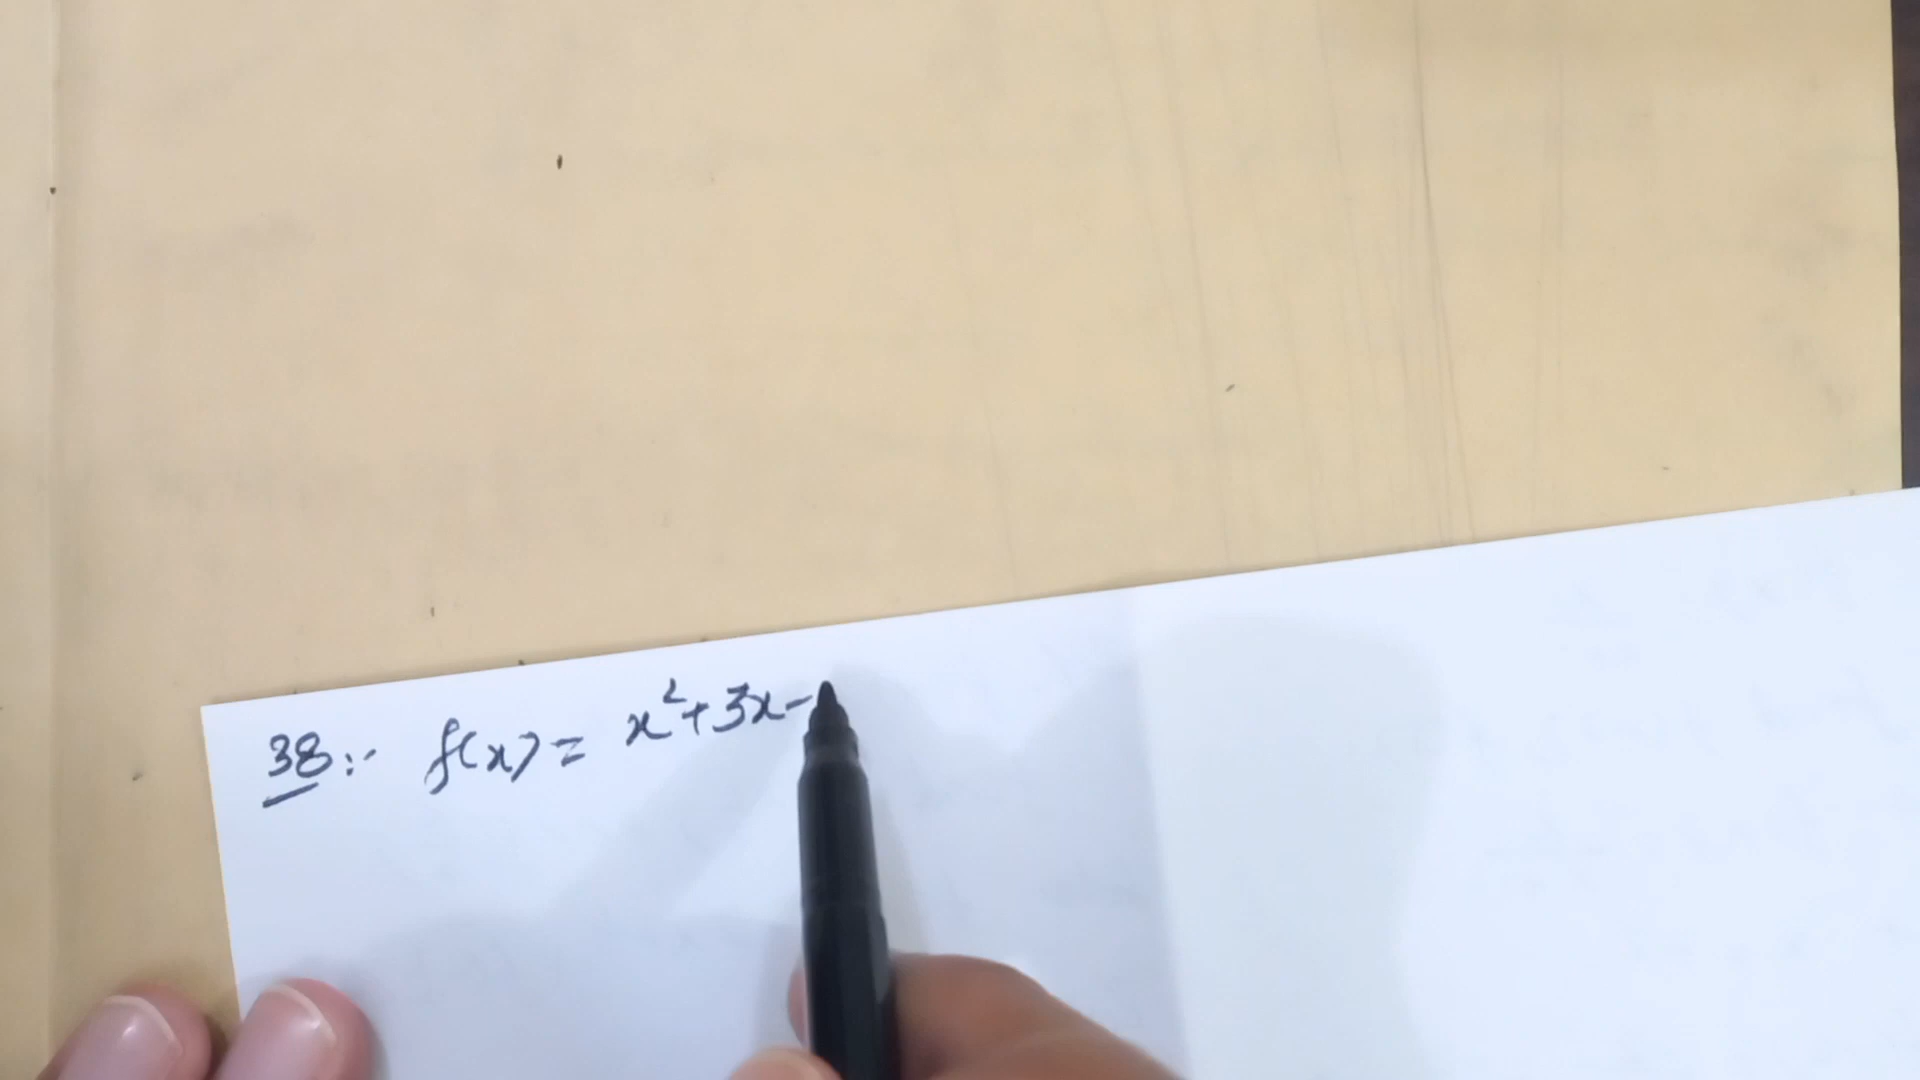 38:- f(x) = x²+3x-